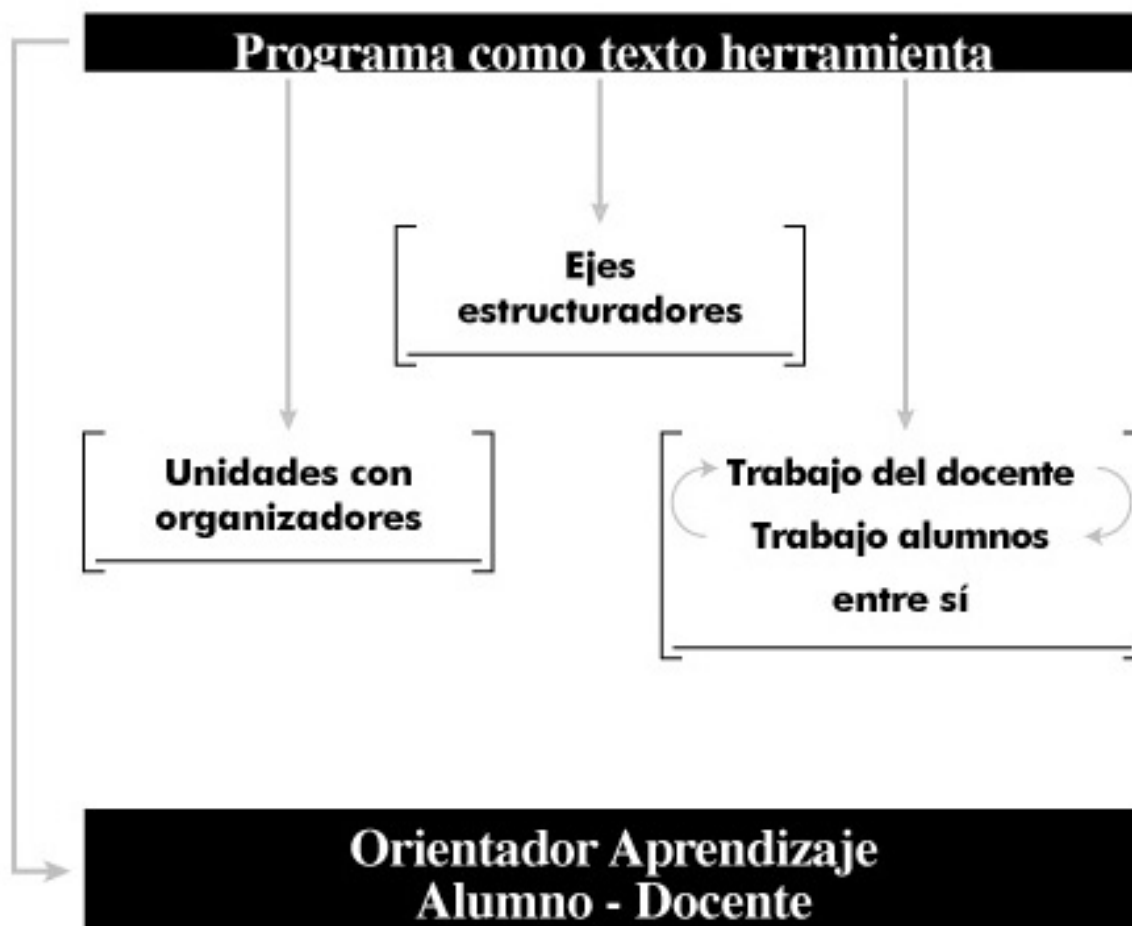 Programa como texto herramienta
Ejes
estructuradores
Unidades con
organizadores
Trabajo del docente
Trabajo alumnos
entre sí
Orientador Aprendizaje
Alumno - Docente